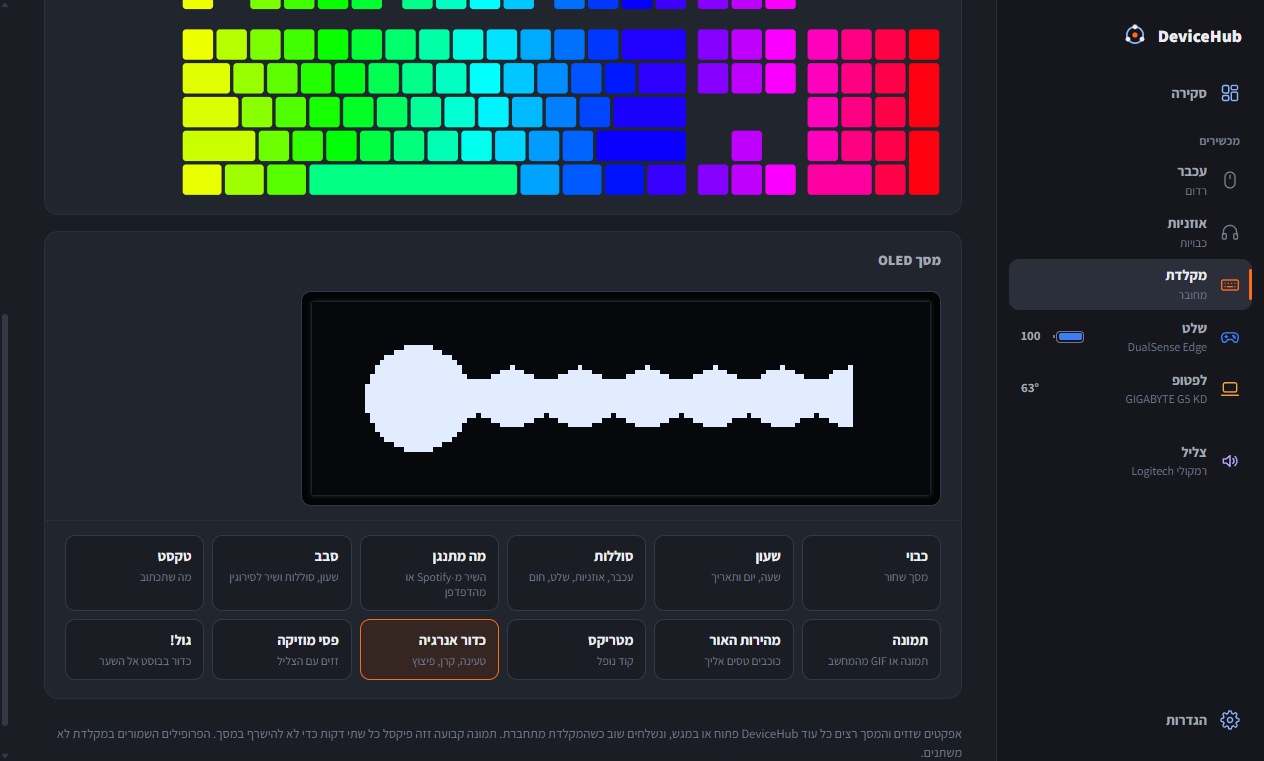 DeviceHub
סקירה
מכשירים
עכבר
רדום
אוזניות
כבויות
מקלדת
מחובר
שלט
DualSense Edge
100
לפטופ
GIGABYTE G5 KD
63°
צליל
רמקולי Logitech
הגדרות
מסך OLED
כבוי
מסך שחור
שעון
שעה, יום ותאריך
סוללות
עכבר, אוזניות, שלט, חום
מה מתנגן
השיר מ-Spotify או
מהדפדפן
סבב
שעון, סוללות ושיר לסירוגין
טקסט
מה שתכתוב
תמונה
תמונה או GIF מהמחשב
מהירות האור
כוכבים טסים אליך
מטריקס
קוד נופל
כדור אנרגיה
טעינה, קרן, פיצוץ
פסי מוזיקה
זזים עם הצליל
גול!
כדור בבוסט אל השער
אפקטים שזזים והמסך רצים כל עוד DeviceHub פתוח או במגש, ונשלחים שוב כשהמקלדת מתחברת. תמונה קבועה זזה פיקסל כל שתי דקות כדי לא להישרף במסך. הפרופילים השמורים במקלדת לא
משתנים.